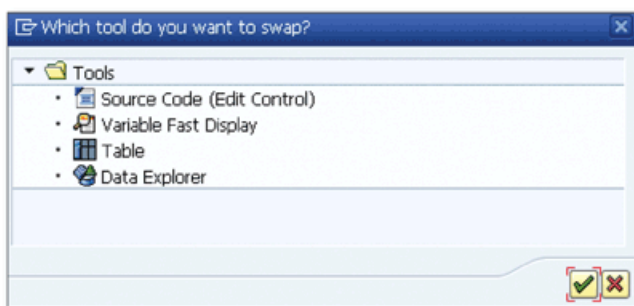 Which tool do you want to swap?
Tools
Source Code (Edit Control)
Variable Fast Display
Table
Data Explorer